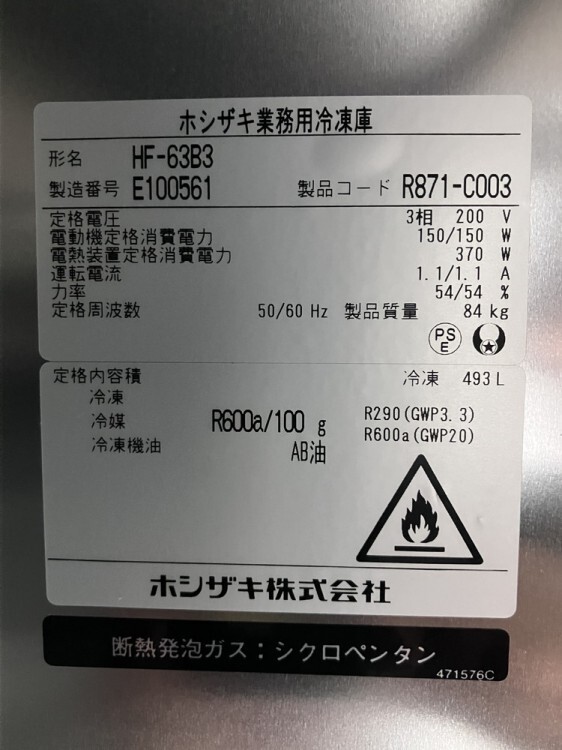 ホシザキ業務用冷凍庫
形名 HF-63B3
製造番号 E100561 製品コード R871-C003
定格電圧 3相 200 V
電動機定格消費電力 150/150 W
電熱装置定格消費電力 370 W
運転電流 1.1/1.1 A
力率 54/54 %
定格周波数 50/60 Hz 製品質量 84 kg
PS
E
定格内容積 冷凍 493 L
冷凍
冷媒 R600a/100 g R290(GWP3.3)
R600a(GWP20)
冷凍機油 AB油
ホシザキ株式会社
断熱発泡ガス：シクロペンタン
471576C